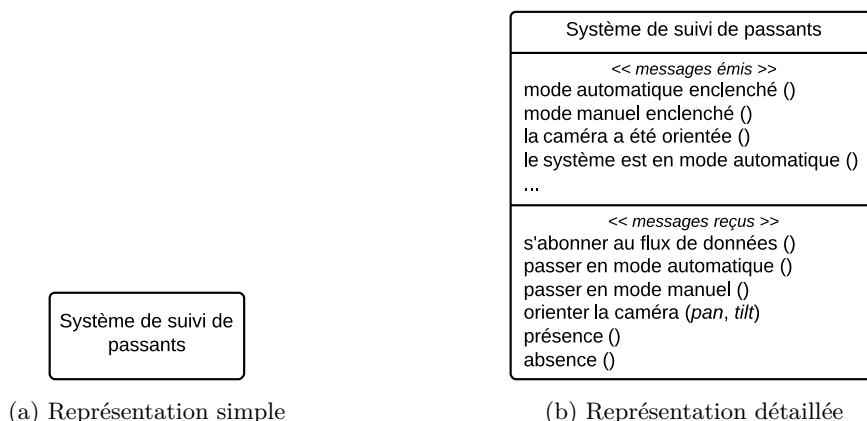 Système de suivi de
passants
(a) Représentation simple
Système de suivi de passants
<< messages émis >>
mode automatique enclenché ()
mode manuel enclenché ()
la caméra a été orientée ()
le système est en mode automatique ()
...
<< messages reçus >>
s'abonner au flux de données ()
passer en mode automatique ()
passer en mode manuel ()
orienter la caméra (pan, tilt)
présence ()
absence ()
(b) Représentation détaillée